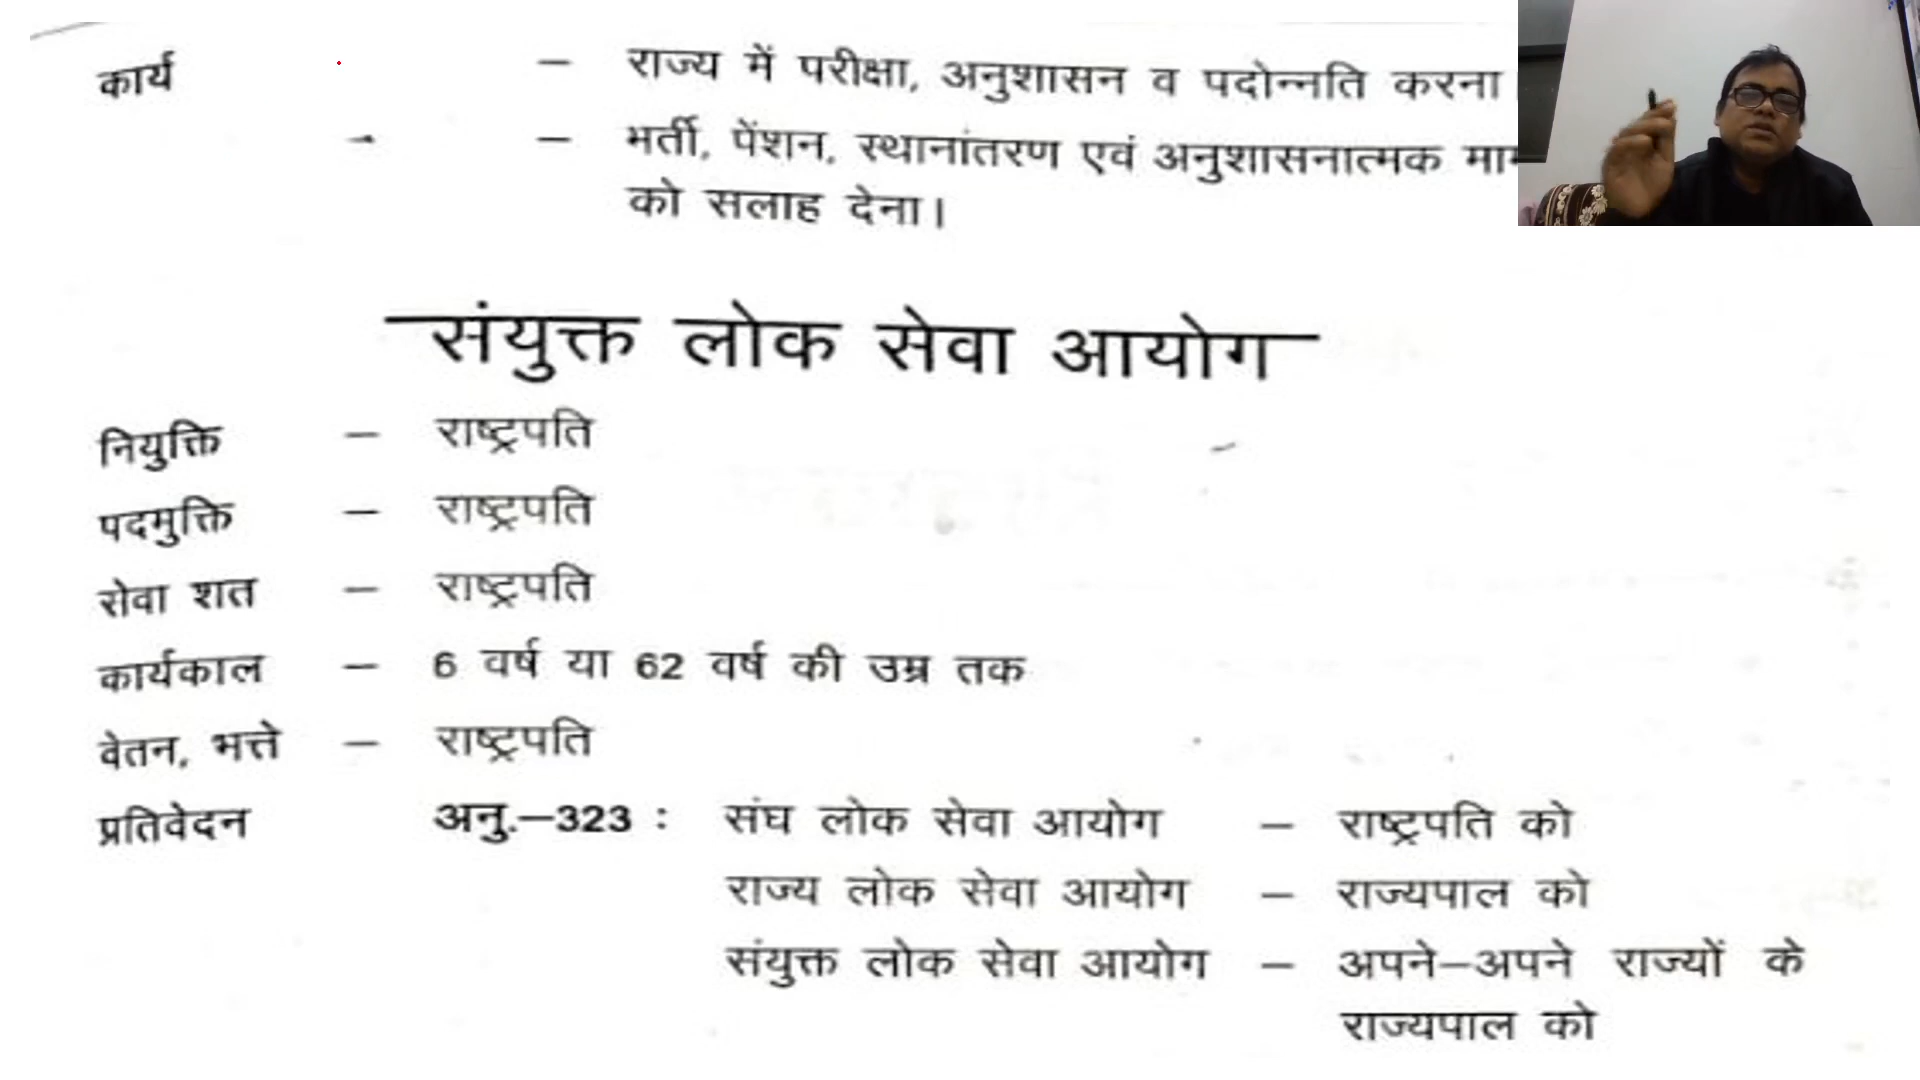 कार्य – राज्य में परीक्षा, अनुशासन व पदोन्नति करना
– भर्ती, पेंशन, स्थानांतरण एवं अनुशासनात्मक
को सलाह देना।
संयुक्त लोक सेवा आयोग
नियुक्ति – राष्ट्रपति
पदमुक्ति – राष्ट्रपति
सेवा शर्त – राष्ट्रपति
कार्यकाल – 6 वर्ष या 62 वर्ष की उम्र तक
वेतन, भत्ते – राष्ट्रपति
प्रतिवेदन अनु.–323 : संघ लोक सेवा आयोग – राष्ट्रपति को
राज्य लोक सेवा आयोग – राज्यपाल को
संयुक्त लोक सेवा आयोग – अपने–अपने राज्यों के
राज्यपाल को